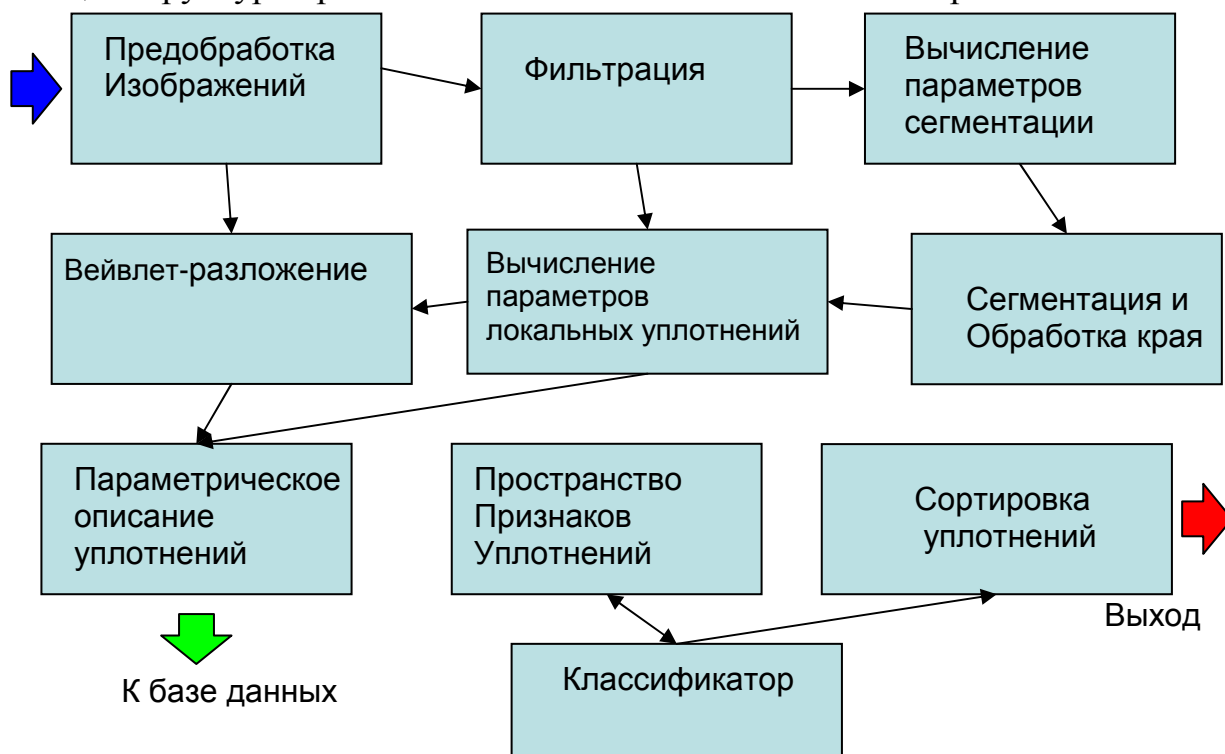 Предобработка
Изображений
Фильтрация
Вычисление
параметров
сегментации
Вейвлет-разложение
Вычисление
параметров
локальных уплотнений
Сегментация и
Обработка края
Параметрическое
описание
уплотнений
Пространство
Признаков
Уплотнений
Сортировка
уплотнений
Выход
К базе данных
Классификатор